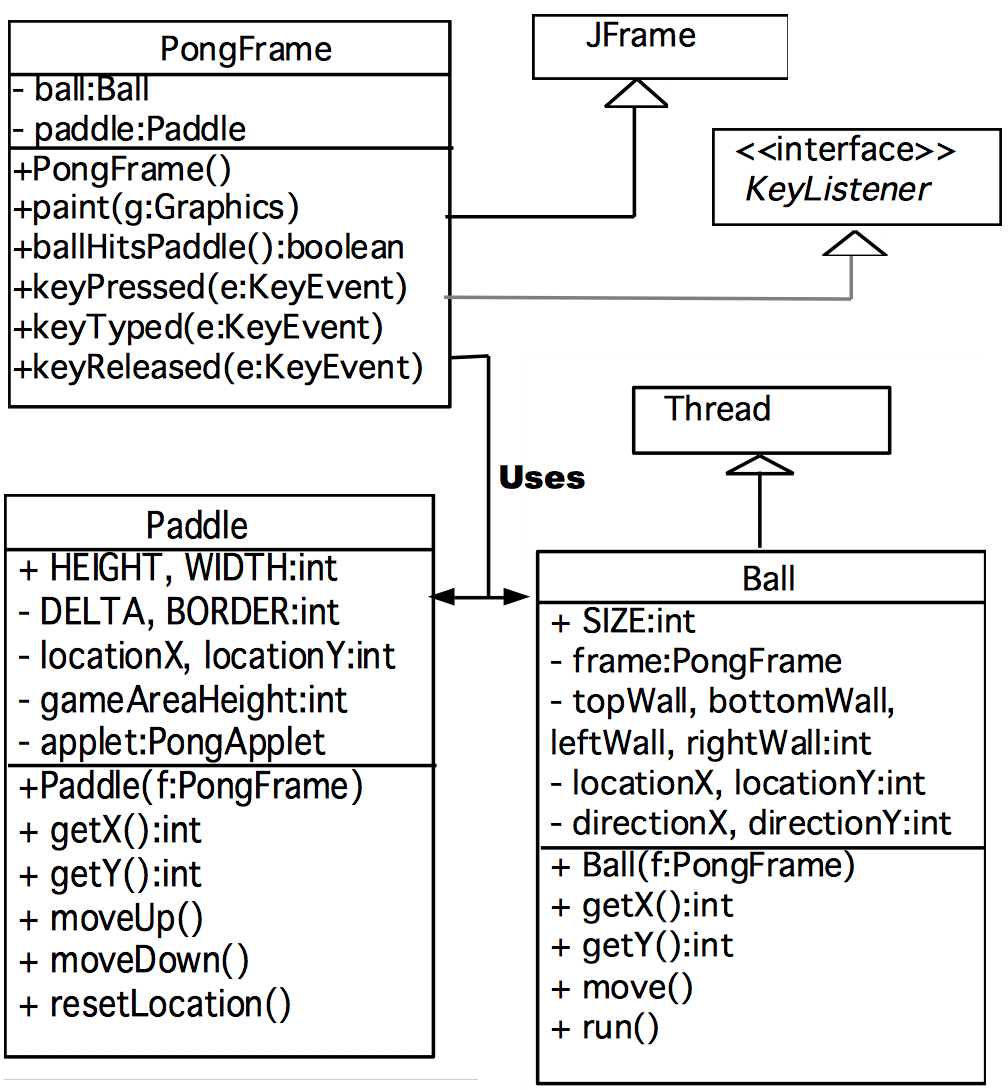 PongFrame
- ball:Ball
- paddle:Paddle
+PongFrame()
+paint(g:Graphics)
+ballHitsPaddle():boolean
+keyPressed(e:KeyEvent)
+keyTyped(e:KeyEvent)
+keyReleased(e:KeyEvent)
JFrame
<<interface>>
KeyListener
Thread
Uses
Paddle
+ HEIGHT, WIDTH:int
- DELTA, BORDER:int
- locationX, locationY:int
- gameAreaHeight:int
- applet:PongApplet
+Paddle(f:PongFrame)
+ getX():int
+ getY():int
+ moveUp()
+ moveDown()
+ resetLocation()
Ball
+ SIZE:int
- frame:PongFrame
- topWall, bottomWall,
leftWall, rightWall:int
- locationX, locationY:int
- directionX, directionY:int
+ Ball(f:PongFrame)
+ getX():int
+ getY():int
+ move()
+ run()